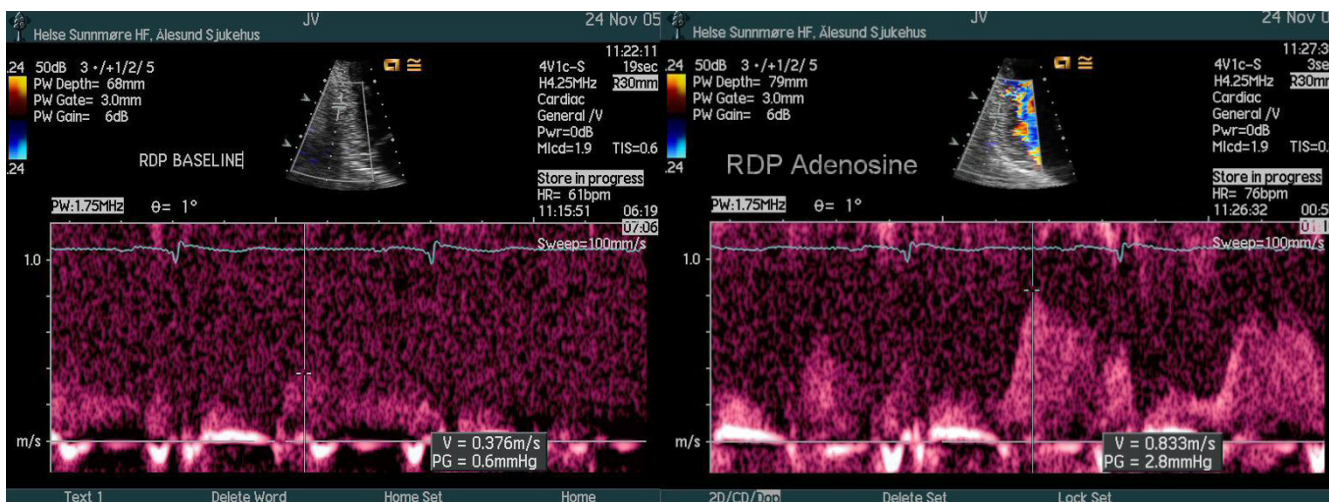 JV
24 Nov 05
Helse Sunnmøre HF, Ålesund Sjukehus
11:22:11
.24
50dB 3 •/+1/2/ 5
4V1c-S 19sec
PW Depth= 68mm
H4.25MHz R30mm
PW Gate= 3.0mm
Cardiac
PW Gain= 6dB
General /V
Pwr=0dB
MIcd=1.9 TIS=0.6
.24
RDP BASELINE
Store in progress
HR= 61bpm
PW:1.75MHz θ= 1°
11:15:51 06:19
07:06
Sweep=100mm/s
1.0
m/s
V = 0.376m/s
PG = 0.6mmHg
Text 1 Delete Word Home Set Home
JV
24 Nov
Helse Sunnmøre HF, Ålesund Sjukehus
11:27:3
.24
50dB 3 •/+1/2/ 5
4V1c-S 3se
PW Depth= 79mm
H4.25MHz R30mm
PW Gate= 3.0mm
Cardiac
PW Gain= 6dB
General /V
Pwr=0dB
MIcd=1.9 TIS=0.
.24
RDP Adenosine
Store in progress
HR= 76bpm
PW:1.75MHz θ= 1°
11:26:32 00:5
Sweep=100mm/s
1.0
m/s
V = 0.833m/s
PG = 2.8mmHg
2D/CD/Dop Delete Set Lock Set